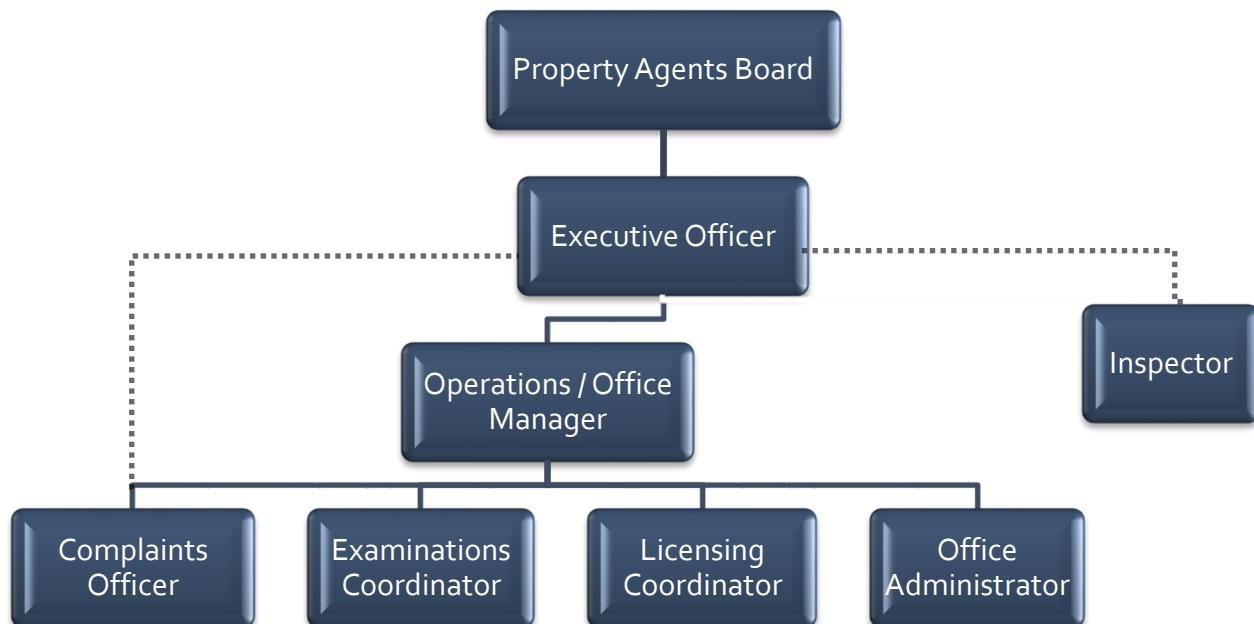 Property Agents Board
Executive Officer
Inspector
Operations / Office
Manager
Complaints
Officer
Examinations
Coordinator
Licensing
Coordinator
Office
Administrator